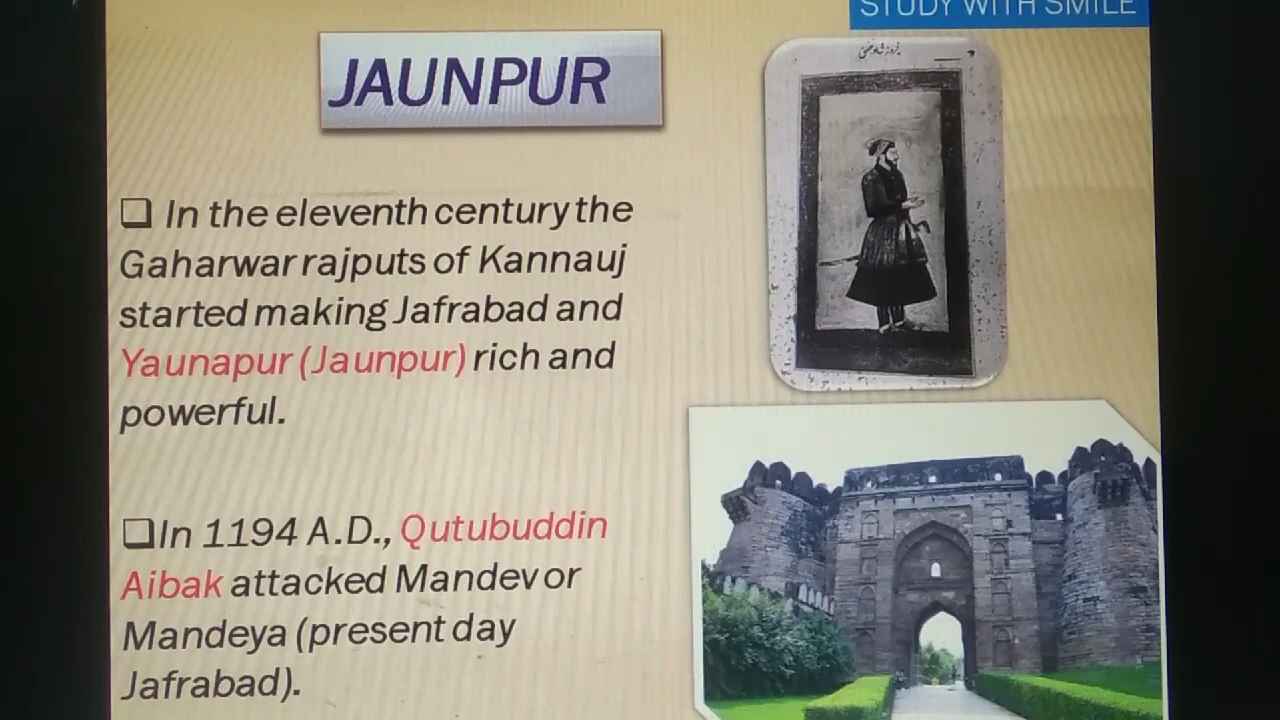 STUDY WITH SMILE
JAUNPUR
❑ In the eleventh century the
Gaharwar rajputs of Kannauj
started making Jafrabad and
Yaunapur (Jaunpur) rich and
powerful.
❑In 1194 A.D., Qutubuddin
Aibak attacked Mandev or
Mandeya (present day
Jafrabad).